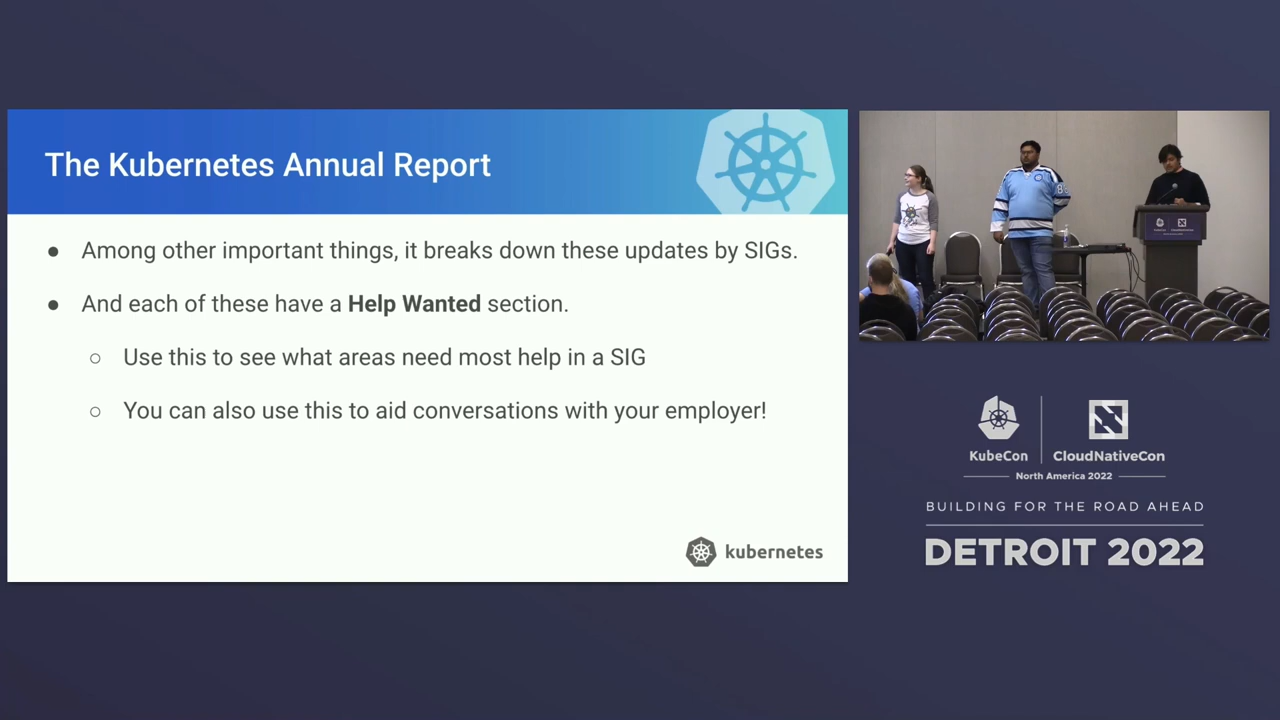 The Kubernetes Annual Report
● Among other important things, it breaks down these updates by SIGs.
● And each of these have a Help Wanted section.
○ Use this to see what areas need most help in a SIG
○ You can also use this to aid conversations with your employer!
kubernetes
KubeCon
CloudNativeCon
North America 2022
BUILDING FOR THE ROAD AHEAD
DETROIT 2022